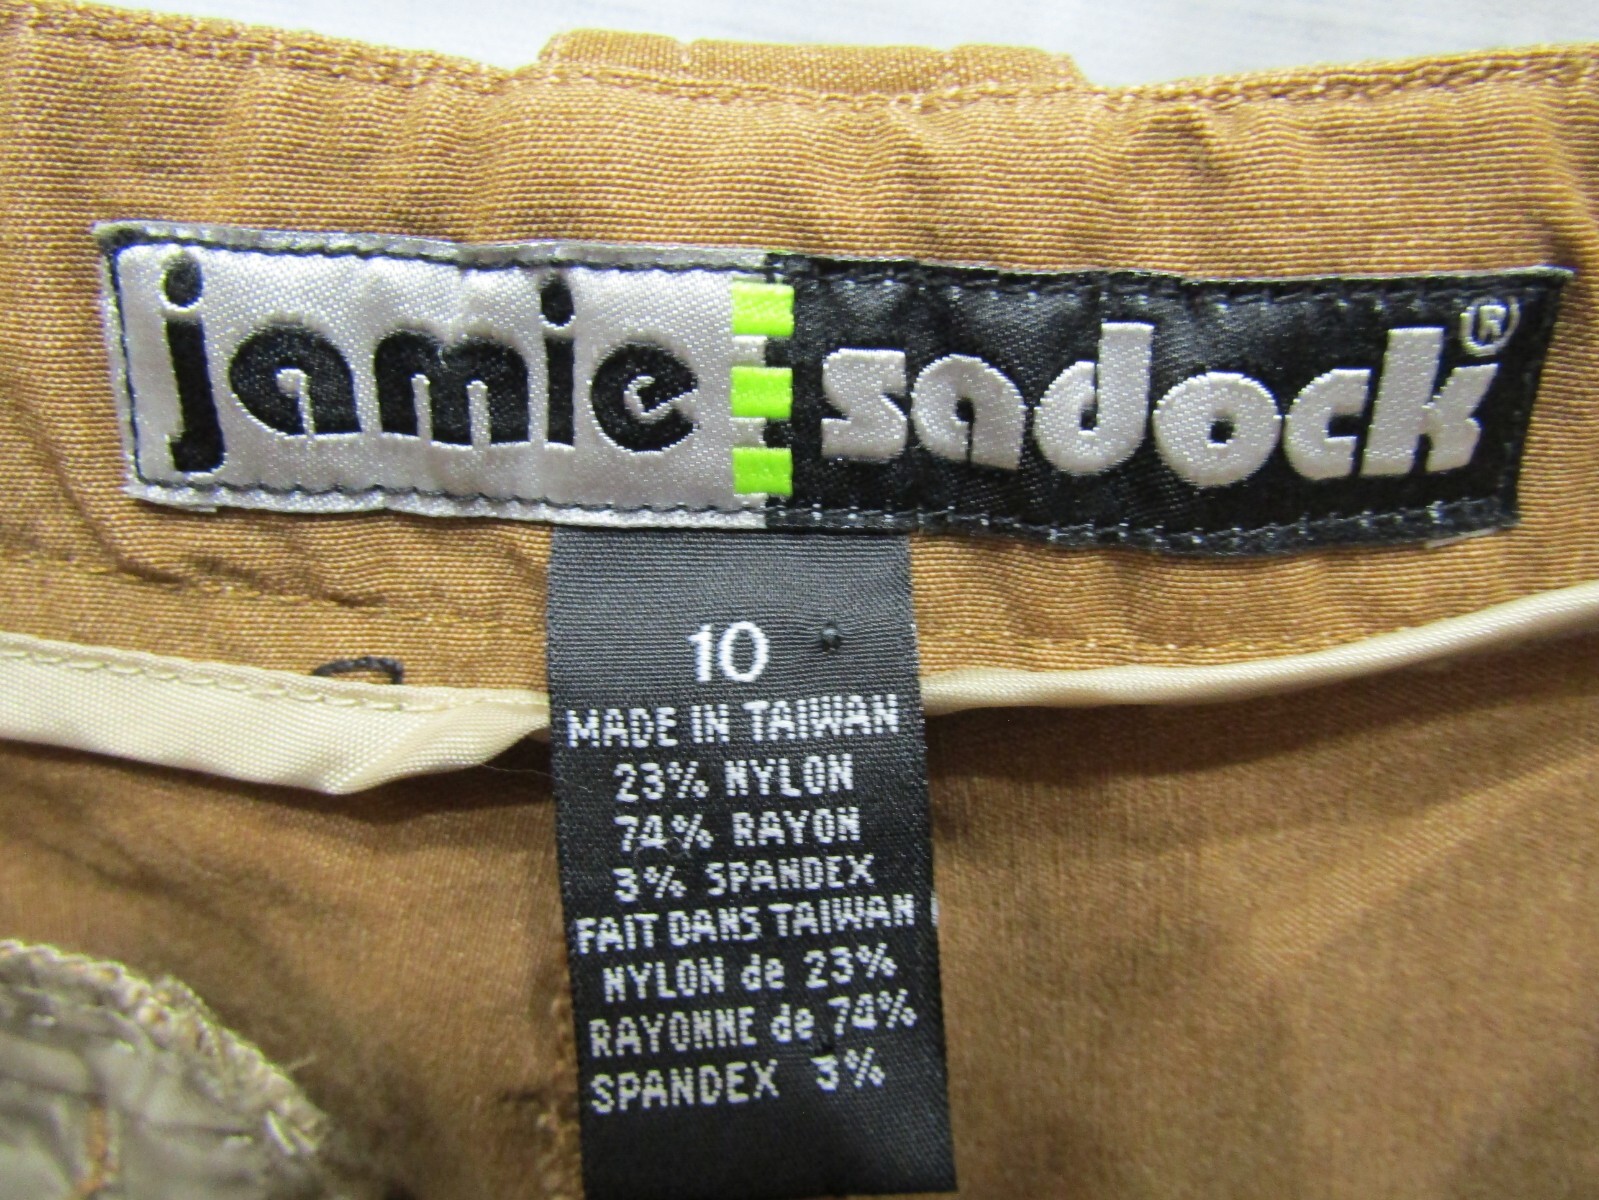 jamie sadock®
10
MADE IN TAIWAN
23% NYLON
74% RAYON
3% SPANDEX
FAIT DANS TAIWAN
NYLON de 23%
RAYONNE de 74%
SPANDEX 3%